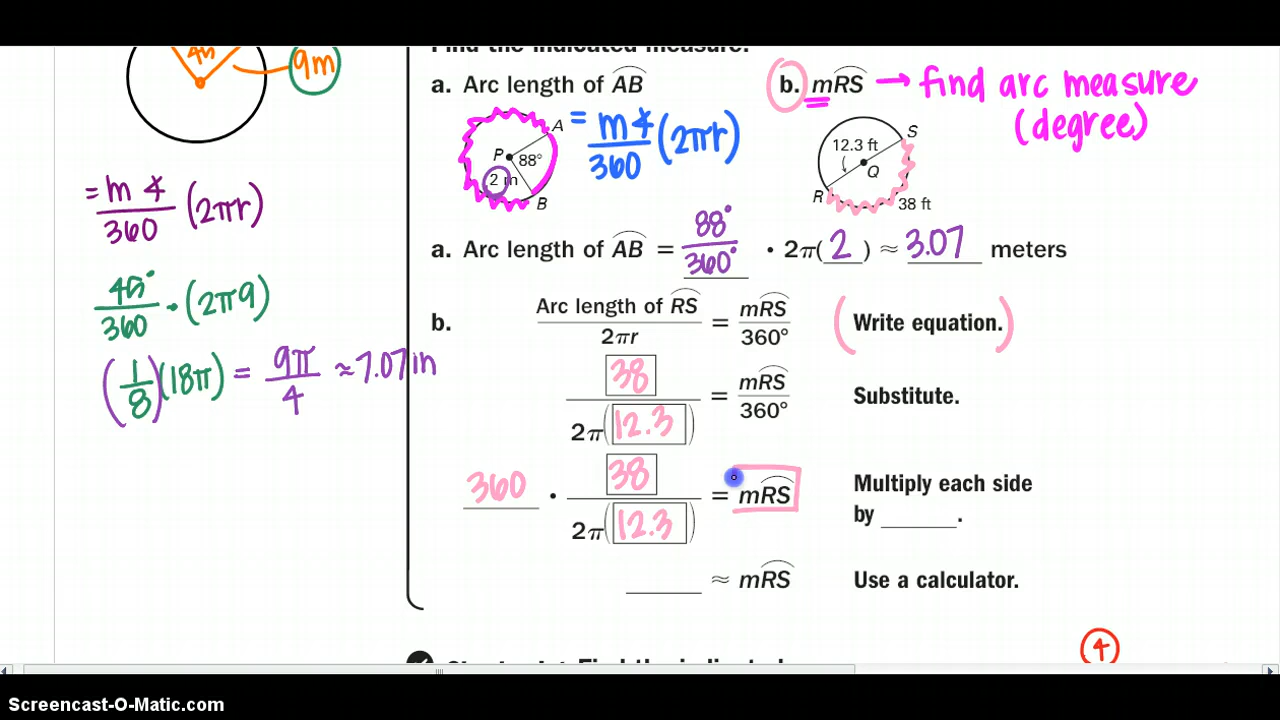 Find the indicated measure.
9m
a. Arc length of AB
b. mRS → find arc measure
(degree)
= m∢/360 (2πr)
A
P
88°
2 m
B
12.3 ft
S
Q
R
38 ft
= m∢/360 (2πr)
a. Arc length of AB = 88°/360° · 2π(2) ≈ 3.07 meters
45°/360 · (2π9)
b. Arc length of RS/2πr = mRS/360° (Write equation.)
(1/8)(18π) = 9π/4 ≈ 7.07 in
38/2π(12.3) = mRS/360° Substitute.
360 · 38/2π(12.3) = mRS Multiply each side
by ______.
______ ≈ mRS Use a calculator.
4
Screencast-O-Matic.com